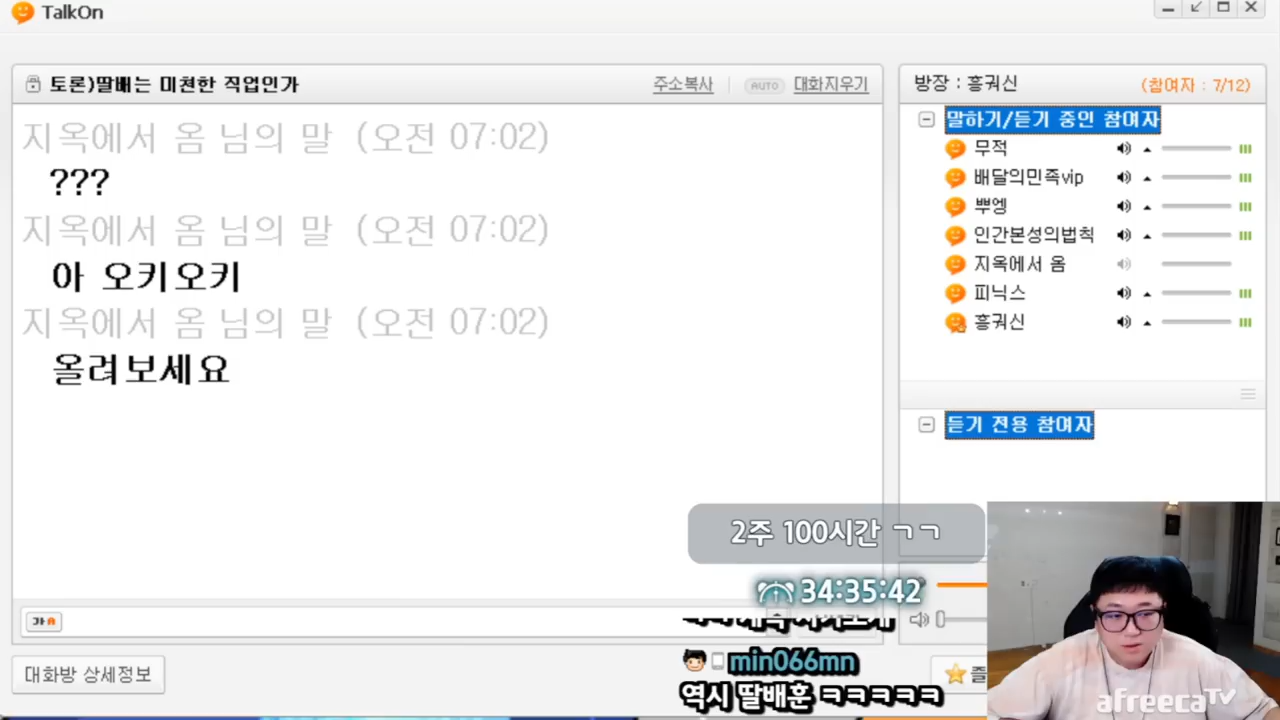 TalkOn
토론)딸배는 미천한 직업인가
주소복사
AUTO
대화지우기
지옥에서 옴 님의 말 (오전 07:02)
???
지옥에서 옴 님의 말 (오전 07:02)
아 오키오키
지옥에서 옴 님의 말 (오전 07:02)
올려보세요
방장 : 흥궈신
(참여자 : 7/12)
말하기/듣기 중인 참여자
무적
배달의민족vip
뿌엥
인간본성의법칙
지옥에서 옴
피닉스
흥궈신
듣기 전용 참여자
2주 100시간 ㄱㄱ
34:35:42
가
대화방 상세정보
min066mn
역시 딸배훈 ㅋㅋㅋㅋㅋ
즐
afreecaTV